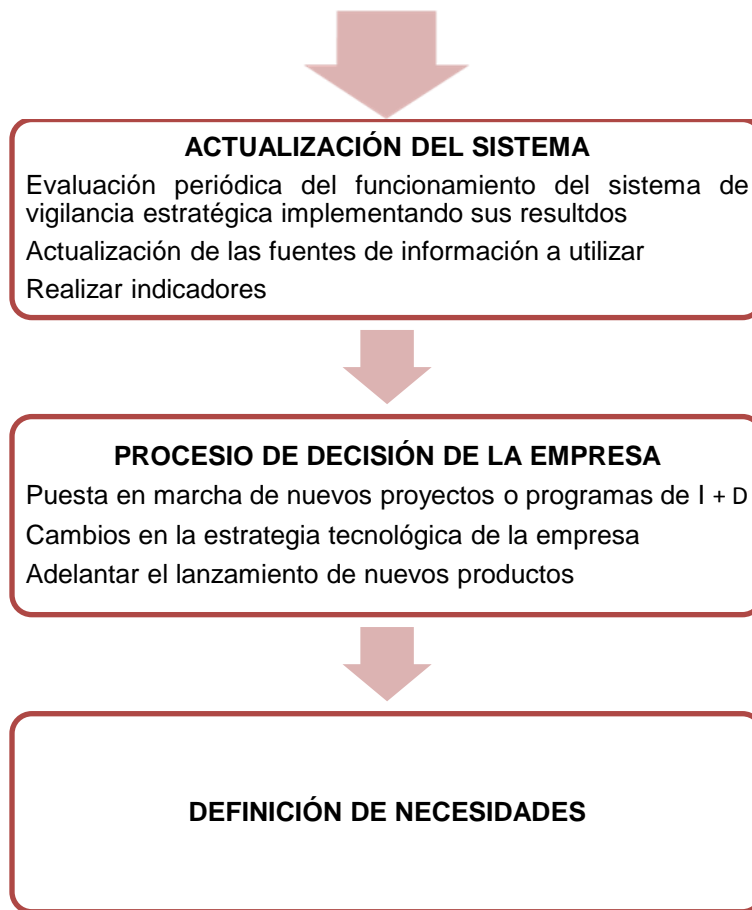 ACTUALIZACIÓN DEL SISTEMA
Evaluación periódica del funcionamiento del sistema de
vigilancia estratégica implementando sus resultdos
Actualización de las fuentes de información a utilizar
Realizar indicadores
PROCESIO DE DECISIÓN DE LA EMPRESA
Puesta en marcha de nuevos proyectos o programas de I + D
Cambios en la estrategia tecnológica de la empresa
Adelantar el lanzamiento de nuevos productos
DEFINICIÓN DE NECESIDADES